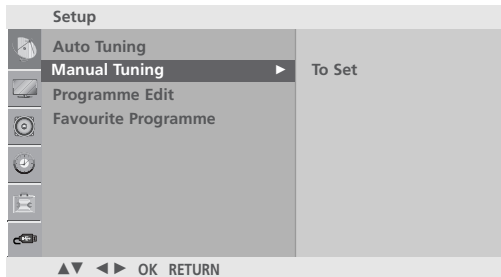 Setup
Auto Tuning
Manual Tuning ► To Set
Programme Edit
Favourite Programme
▲▼ ◄► OK RETURN